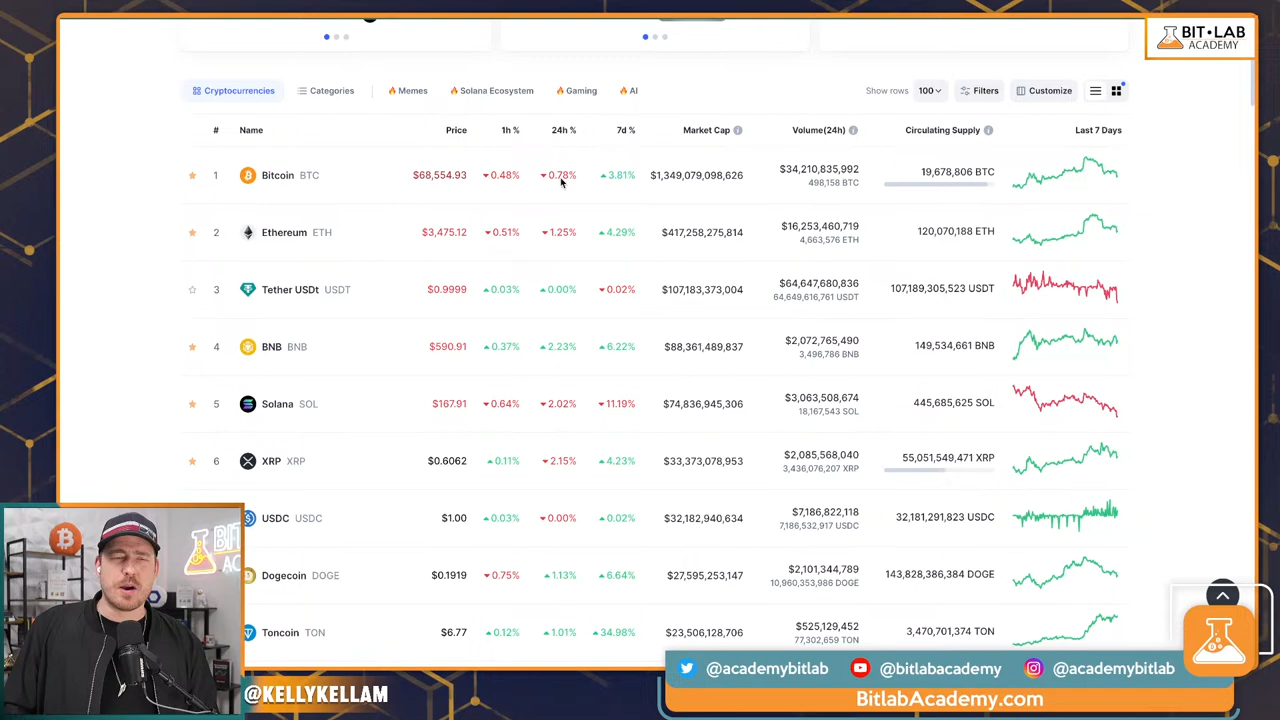 BIT·LAB
ACADEMY
Cryptocurrencies Categories Memes Solana Ecosystem Gaming AI Show rows 100 Filters Customize
# Name Price 1h % 24h % 7d % Market Cap Volume(24h) Circulating Supply Last 7 Days
1 Bitcoin BTC $68,554.93 0.48% 0.78% 3.81% $1,349,079,098,626 $34,210,835,992 19,678,806 BTC
498,158 BTC
2 Ethereum ETH $3,475.12 0.51% 1.25% 4.29% $417,258,275,814 $16,253,460,719 120,070,188 ETH
4,663,576 ETH
3 Tether USDt USDT $0.9999 0.03% 0.00% 0.02% $107,183,373,004 $64,647,680,836 107,189,305,523 USDT
64,649,616,761 USDT
4 BNB BNB $590.91 0.37% 2.23% 6.22% $88,361,489,837 $2,072,765,490 149,534,661 BNB
3,496,786 BNB
5 Solana SOL $167.91 0.64% 2.02% 11.19% $74,836,945,306 $3,063,508,674 445,685,625 SOL
18,167,543 SOL
6 XRP XRP $0.6062 0.11% 2.15% 4.23% $33,373,078,953 $2,085,568,040 55,051,549,471 XRP
3,436,076,207 XRP
USDC USDC $1.00 0.03% 0.00% 0.02% $32,182,940,634 $7,186,822,118 32,181,291,823 USDC
7,186,532,917 USDC
Dogecoin DOGE $0.1919 0.75% 1.13% 6.64% $27,595,253,147 $2,101,344,789 143,828,386,384 DOGE
10,960,353,986 DOGE
Toncoin TON $6.77 0.12% 1.01% 34.98% $23,506,128,706 $525,129,452 3,470,701,374 TON
77,302,659 TON
@academybitlab @bitlabacademy @academybitlab
@KELLYKELLAM
BitlabAcademy.com